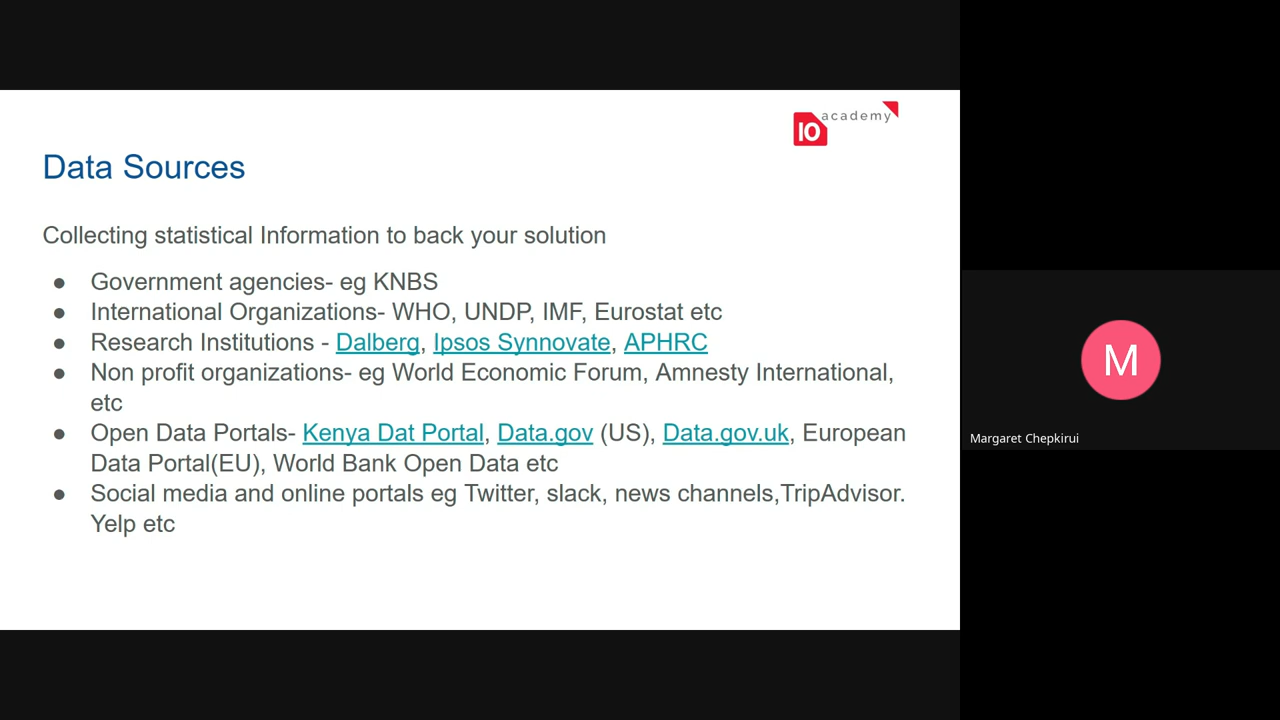 IO academy
Data Sources
Collecting statistical Information to back your solution
● Government agencies- eg KNBS
● International Organizations- WHO, UNDP, IMF, Eurostat etc
● Research Institutions - Dalberg, Ipsos Synnovate, APHRC
● Non profit organizations- eg World Economic Forum, Amnesty International,
etc
● Open Data Portals- Kenya Dat Portal, Data.gov (US), Data.gov.uk, European
Data Portal(EU), World Bank Open Data etc
● Social media and online portals eg Twitter, slack, news channels,TripAdvisor.
Yelp etc
M
Margaret Chepkirui